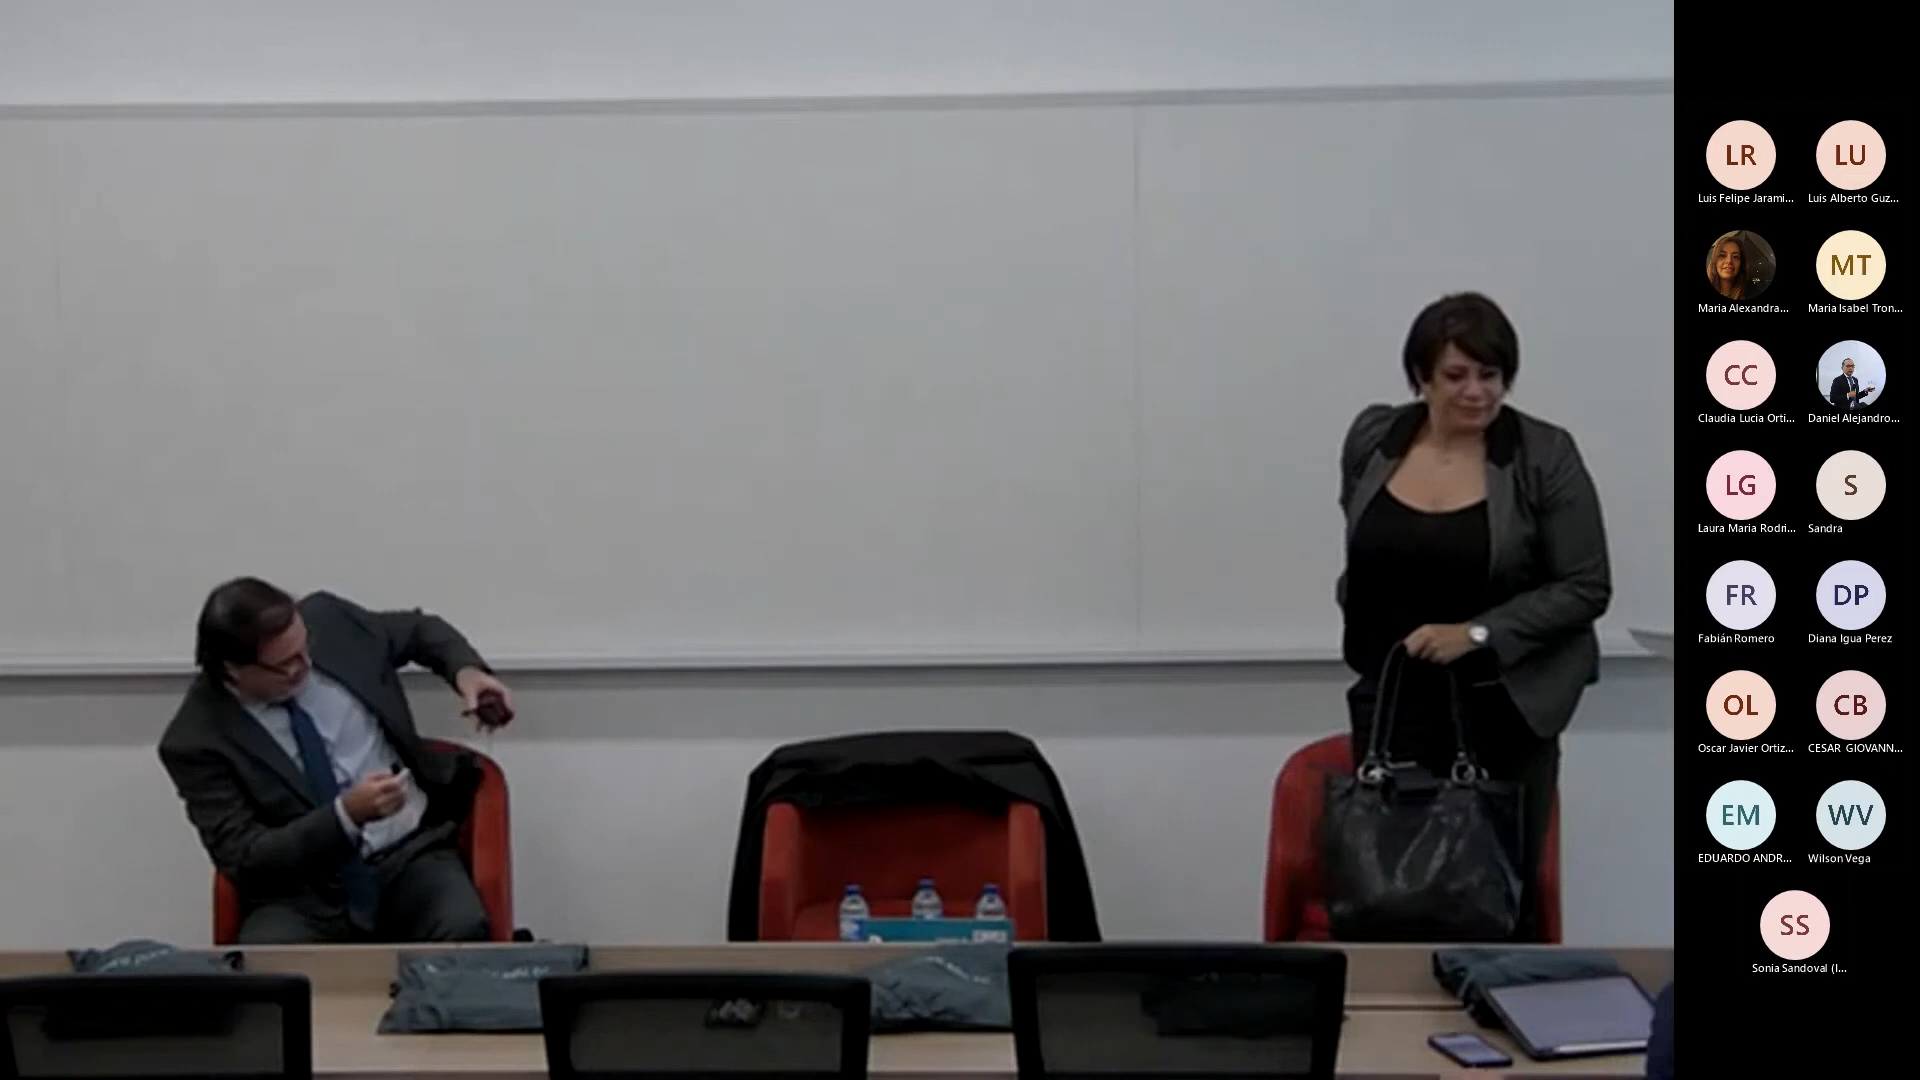 LR
LU
Luis Felipe Jarami...
Luis Alberto Guz...
MT
Maria Alexandra...
Maria Isabel Tron...
CC
Claudia Lucia Orti...
Daniel Alejandro...
LG
S
Laura Maria Rodri...
Sandra
FR
DP
Fabián Romero
Diana Igua Perez
OL
CB
Oscar Javier Ortiz...
CESAR GIOVANN...
EM
WV
EDUARDO ANDR...
Wilson Vega
SS
Sonia Sandoval (I...